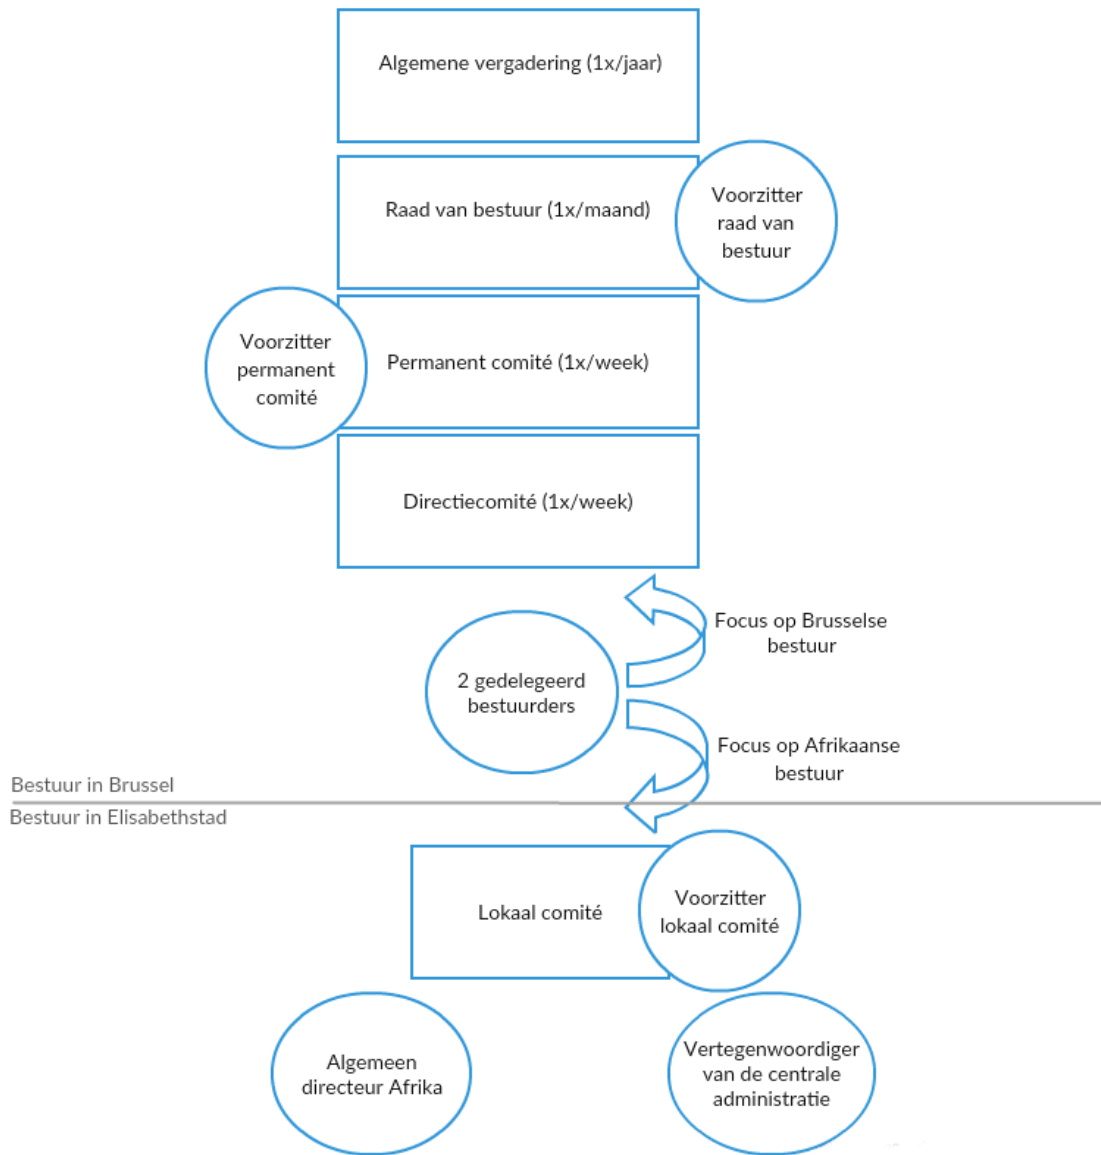 Algemene vergadering (1x/jaar)
Raad van bestuur (1x/maand)
Voorzitter
raad van
bestuur
Voorzitter
permanent
comité
Permanent comité (1x/week)
Directiecomité (1x/week)
Focus op Brusselse
bestuur
2 gedelegeerd
bestuurders
Focus op Afrikaanse
bestuur
Bestuur in Brussel
Bestuur in Elisabethstad
Lokaal comité
Voorzitter
lokaal comité
Algemeen
directeur Afrika
Vertegenwoordiger
van de centrale
administratie